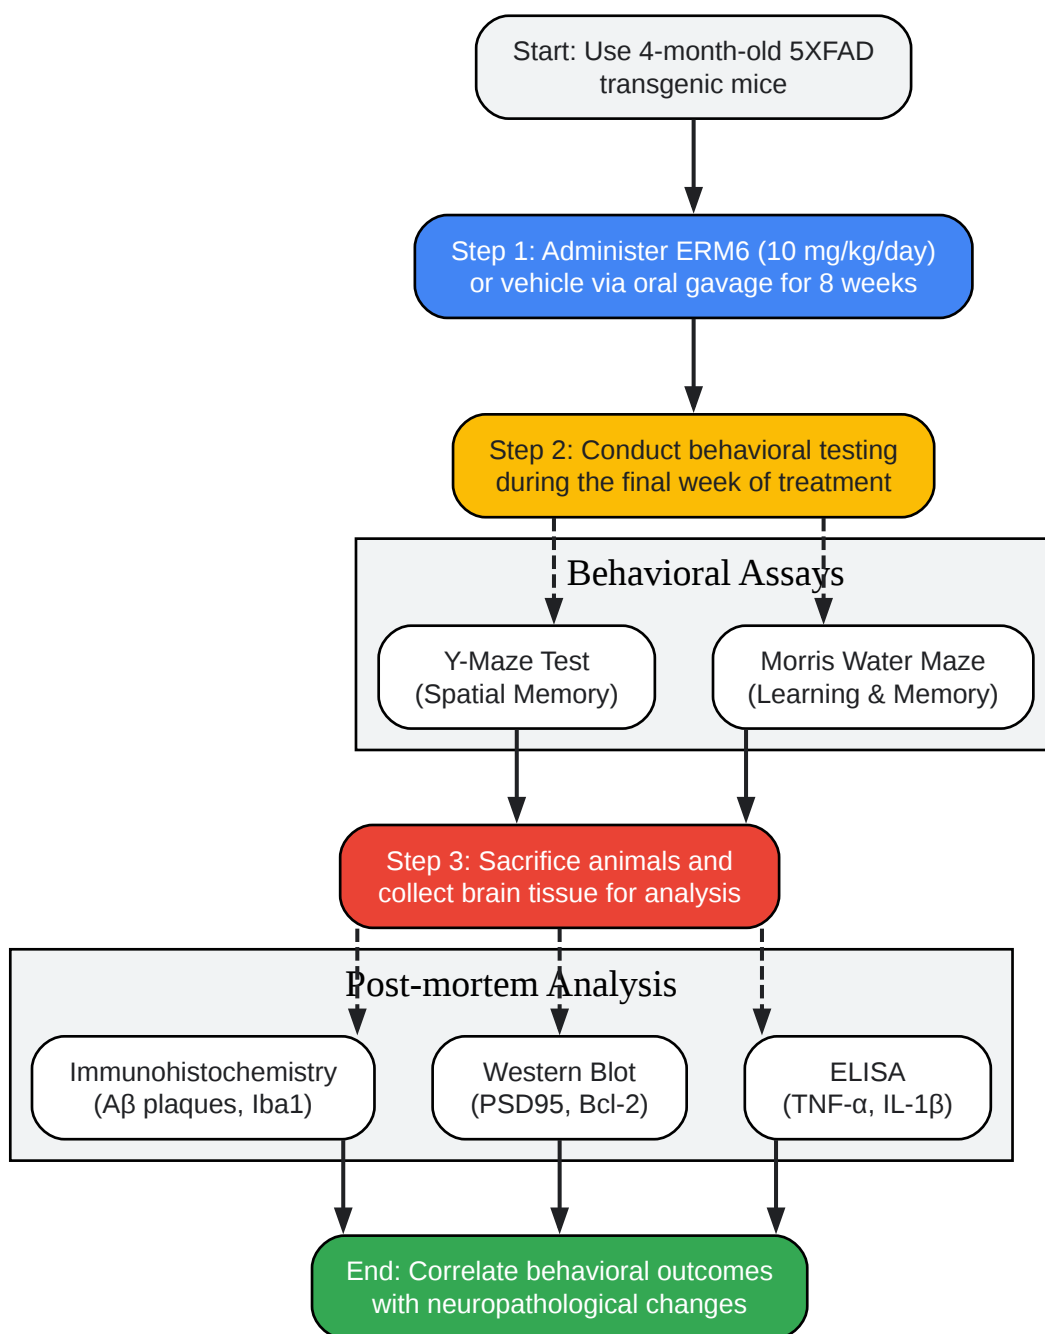 Start: Use 4-month-old 5XFAD
transgenic mice
Step 1: Administer ERM6 (10 mg/kg/day)
or vehicle via oral gavage for 8 weeks
Step 2: Conduct behavioral testing
during the final week of treatment
Behavioral Assays
Y-Maze Test
(Spatial Memory)
Morris Water Maze
(Learning & Memory)
Step 3: Sacrifice animals and
collect brain tissue for analysis
Post-mortem Analysis
Immunohistochemistry
(Aβ plaques, Iba1)
Western Blot
(PSD95, Bcl-2)
ELISA
(TNF-α, IL-1β)
End: Correlate behavioral outcomes
with neuropathological changes